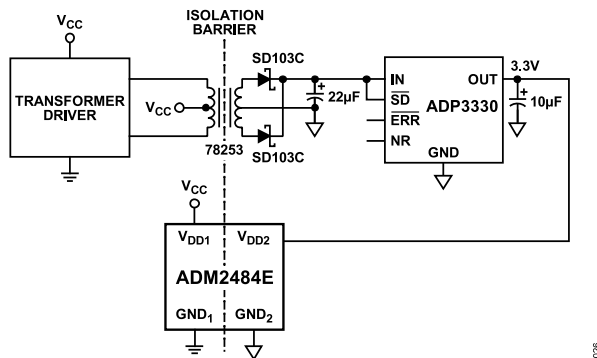 ISOLATION
BARRIER
VCC
TRANSFORMER
DRIVER
VCC
78253
SD103C
SD103C
+
22µF
IN
SD
ERR
NR
OUT
ADP3330
GND
3.3V
+
10µF
VCC
VDD1
VDD2
ADM2484E
GND1
GND2
026